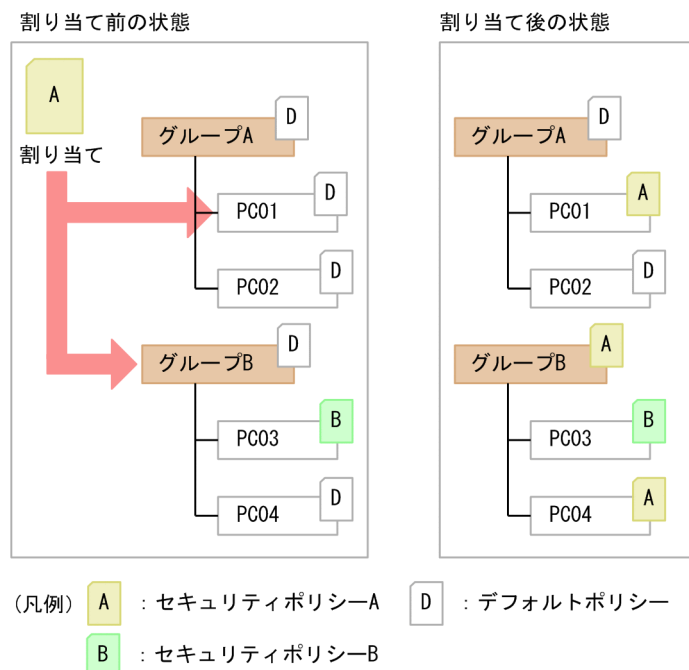 割り当て前の状態
A
割り当て
グループA
D
PC01
D
PC02
D
グループB
D
PC03
B
PC04
D
割り当て後の状態
グループA
D
PC01
A
PC02
D
グループB
A
PC03
B
PC04
A
(凡例) A :セキュリティポリシーA D :デフォルトポリシー
B :セキュリティポリシーB